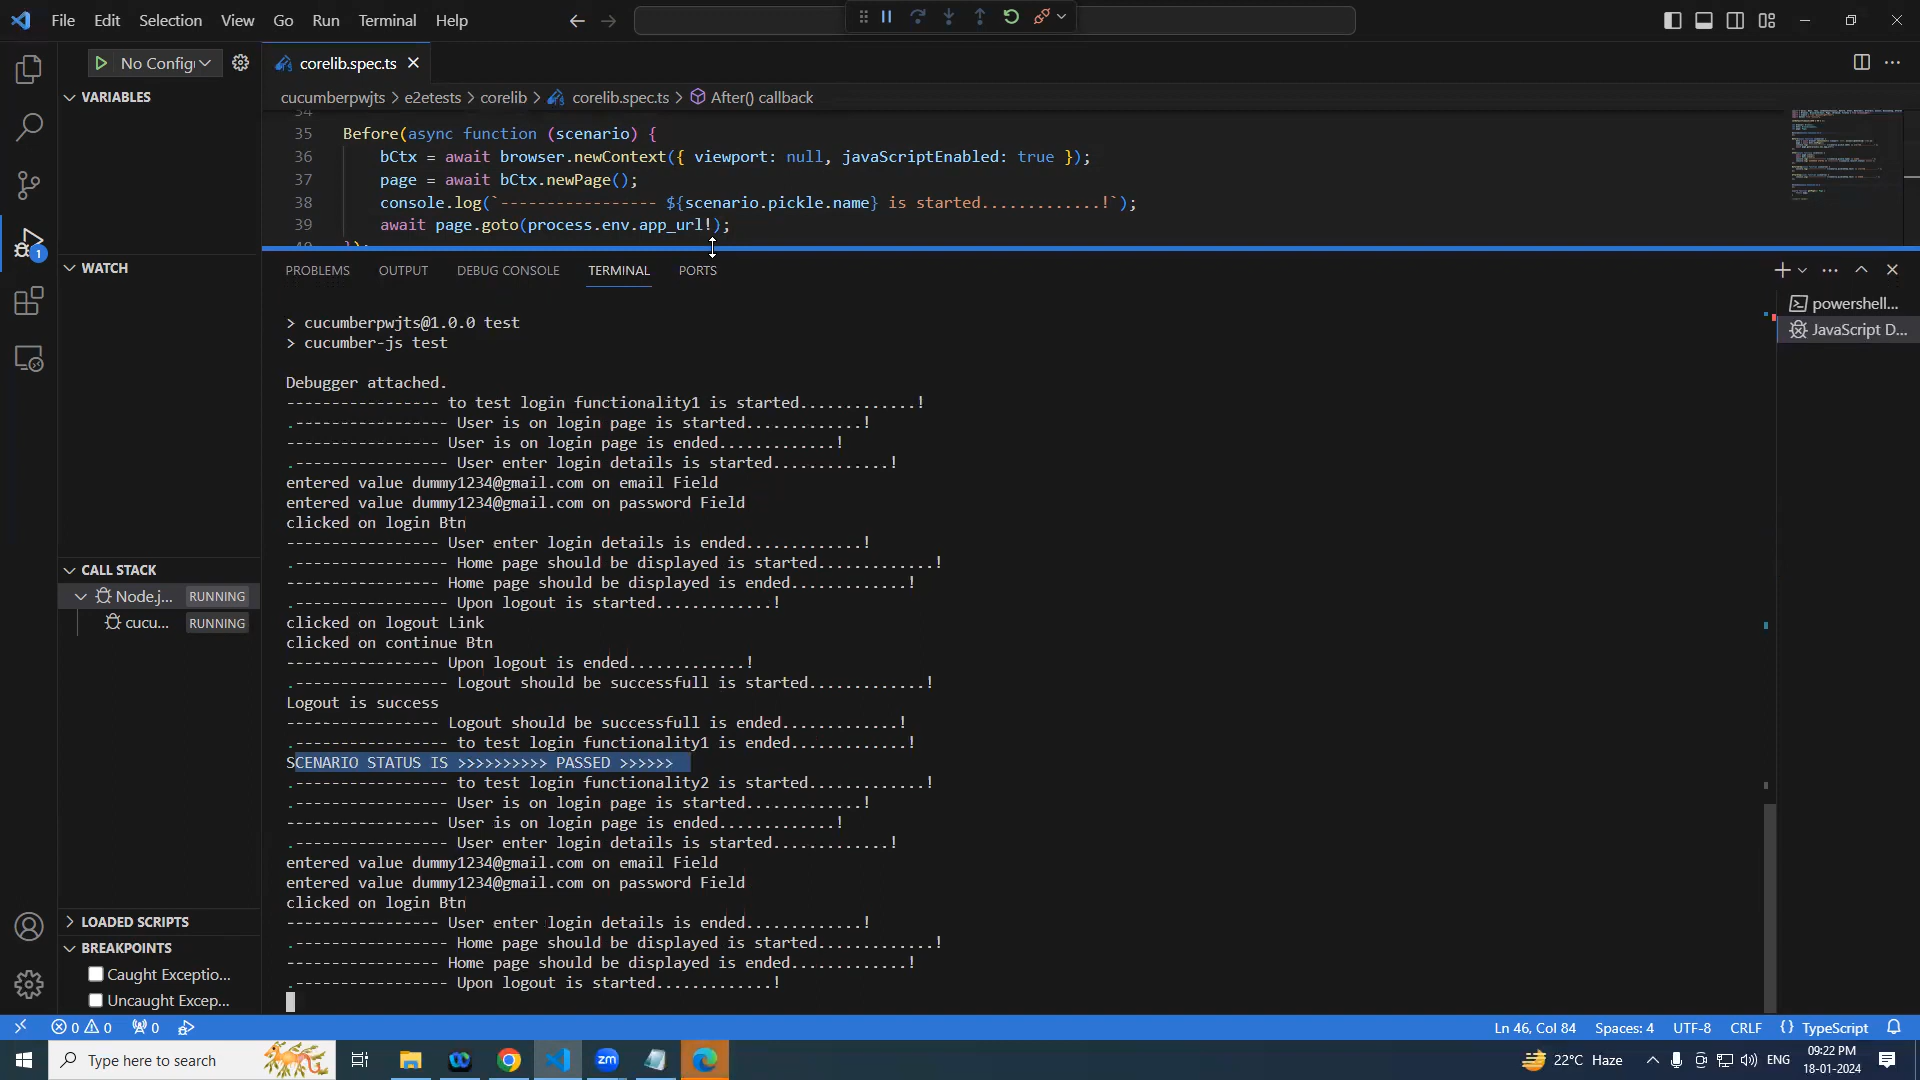 File Edit Selection View Go Run Terminal Help
No Config
corelib.spec.ts
VARIABLES
cucumberpwjts > e2etests > corelib > corelib.spec.ts > After() callback
35 Before(async function (scenario) {
36 bCtx = await browser.newContext({ viewport: null, javaScriptEnabled: true });
37 page = await bCtx.newPage();
38 console.log(`----------------- ${scenario.pickle.name} is started.............!`);
39 await page.goto(process.env.app_url!);
WATCH
PROBLEMS OUTPUT DEBUG CONSOLE TERMINAL PORTS
powershell...
JavaScript D...
> cucumberpwjts@1.0.0 test
> cucumber-js test
Debugger attached.
----------------- to test login functionality1 is started.............!
.----------------- User is on login page is started.............!
----------------- User is on login page is ended.............!
.----------------- User enter login details is started.............!
entered value dummy1234@gmail.com on email Field
entered value dummy1234@gmail.com on password Field
clicked on login Btn
----------------- User enter login details is ended.............!
.----------------- Home page should be displayed is started.............!
----------------- Home page should be displayed is ended.............!
.----------------- Upon logout is started.............!
clicked on logout Link
clicked on continue Btn
----------------- Upon logout is ended.............!
.----------------- Logout should be successfull is started.............!
Logout is success
----------------- Logout should be successfull is ended.............!
.----------------- to test login functionality1 is ended.............!
SCENARIO STATUS IS >>>>>>>>>> PASSED >>>>>>
.----------------- to test login functionality2 is started.............!
.----------------- User is on login page is started.............!
----------------- User is on login page is ended.............!
.----------------- User enter login details is started.............!
entered value dummy1234@gmail.com on email Field
entered value dummy1234@gmail.com on password Field
clicked on login Btn
----------------- User enter login details is ended.............!
.----------------- Home page should be displayed is started.............!
----------------- Home page should be displayed is ended.............!
.----------------- Upon logout is started.............!
CALL STACK
Node.j... RUNNING
cucu... RUNNING
LOADED SCRIPTS
BREAKPOINTS
Caught Exceptio...
Uncaught Excep...
1
0 0 0
Ln 46, Col 84 Spaces: 4 UTF-8 CRLF {} TypeScript
Type here to search
zm
22°C Haze
ENG
09:22 PM
18-01-2024